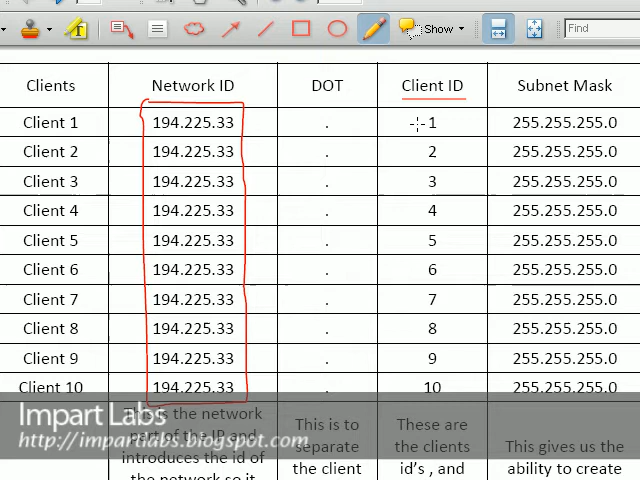 Show
Find
Clients Network ID DOT Client ID Subnet Mask
Client 1 194.225.33 . 1 255.255.255.0
Client 2 194.225.33 . 2 255.255.255.0
Client 3 194.225.33 . 3 255.255.255.0
Client 4 194.225.33 . 4 255.255.255.0
Client 5 194.225.33 . 5 255.255.255.0
Client 6 194.225.33 . 6 255.255.255.0
Client 7 194.225.33 . 7 255.255.255.0
Client 8 194.225.33 . 8 255.255.255.0
Client 9 194.225.33 . 9 255.255.255.0
Client 10 194.225.33 . 10 255.255.255.0
This is the network
part of the IP and
introduces the id of
the network so it
This is to
separate
the client
These are
the clients
id's , and
This gives us the
ability to create
Impart Labs
http://impartlabs.blogspot.com